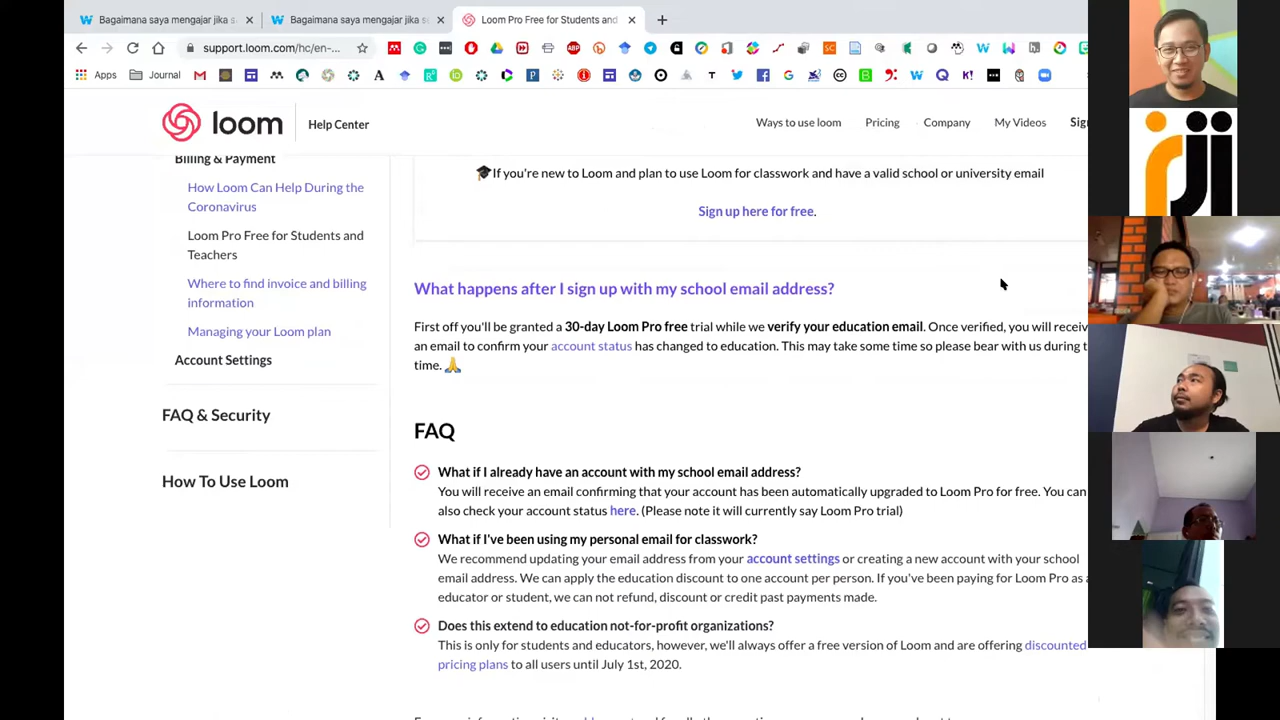 Bagaimana saya mengajar jika s
Bagaimana saya mengajar jika se
Loom Pro Free for Students and
support.loom.com/hc/en-...
Apps
Journal
loom
Help Center
Ways to use loom
Pricing
Company
My Videos
Sign
Billing & Payment
How Loom Can Help During the
Coronavirus
Loom Pro Free for Students and
Teachers
Where to find invoice and billing
information
Managing your Loom plan
Account Settings
FAQ & Security
How To Use Loom
🎓If you're new to Loom and plan to use Loom for classwork and have a valid school or university email
Sign up here for free.
What happens after I sign up with my school email address?
First off you'll be granted a 30-day Loom Pro free trial while we verify your education email. Once verified, you will receiv
an email to confirm your account status has changed to education. This may take some time so please bear with us during t
time. 🙏
FAQ
What if I already have an account with my school email address?
You will receive an email confirming that your account has been automatically upgraded to Loom Pro for free. You can
also check your account status here. (Please note it will currently say Loom Pro trial)
What if I've been using my personal email for classwork?
We recommend updating your email address from your account settings or creating a new account with your school
email address. We can apply the education discount to one account per person. If you've been paying for Loom Pro as a
educator or student, we can not refund, discount or credit past payments made.
Does this extend to education not-for-profit organizations?
This is only for students and educators, however, we'll always offer a free version of Loom and are offering discounted
pricing plans to all users until July 1st, 2020.
rji